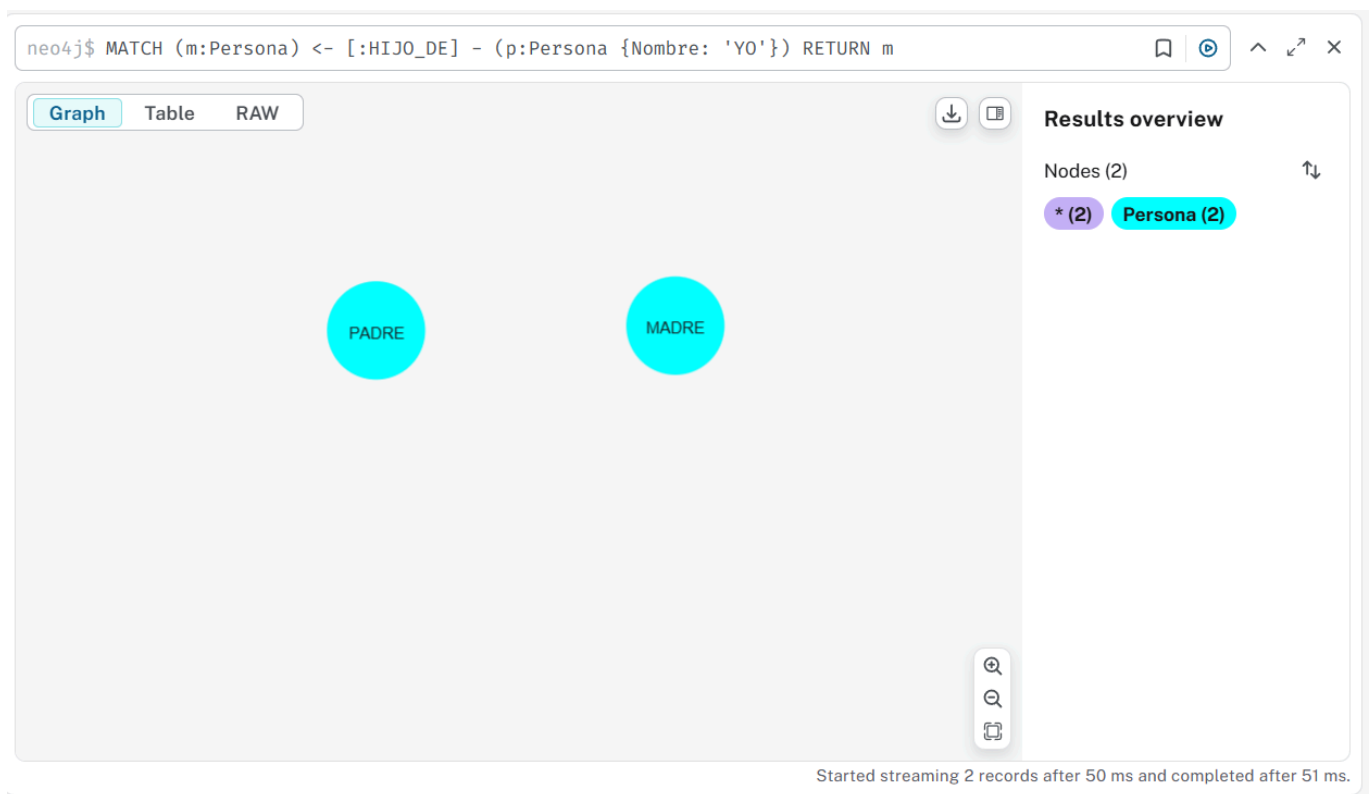 neo4j$ MATCH (m:Persona) <- [:HIJO_DE] - (p:Persona {Nombre: 'YO'}) RETURN m
Graph Table RAW
Results overview
Nodes (2)
* (2) Persona (2)
PADRE
MADRE
Started streaming 2 records after 50 ms and completed after 51 ms.